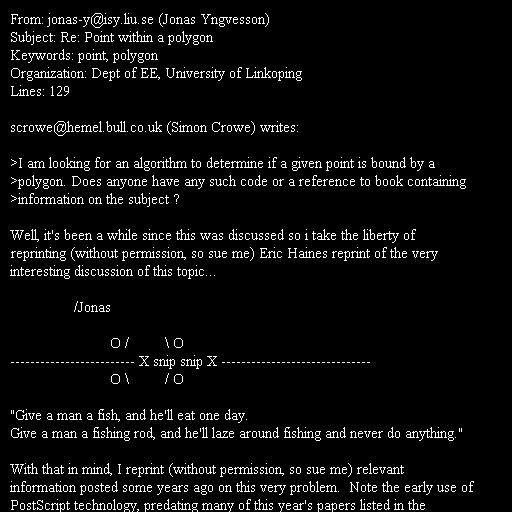 From: jonas-y@isy.liu.se (Jonas Yngvesson)
Subject: Re: Point within a polygon
Keywords: point, polygon
Organization: Dept of EE, University of Linkoping
Lines: 129

scrowe@hemel.bull.co.uk (Simon Crowe) writes:

>I am looking for an algorithm to determine if a given point is bound by a
>polygon. Does anyone have any such code or a reference to book containing
>information on the subject ?

Well, it's been a while since this was discussed so i take the liberty of
reprinting (without permission, so sue me) Eric Haines reprint of the very
interesting discussion of this topic...

/Jonas

O / \ O
------------------------- X snip snip X ------------------------------
O \ / O

"Give a man a fish, and he'll eat one day.
Give a man a fishing rod, and he'll laze around fishing and never do anything."

With that in mind, I reprint (without permission, so sue me) relevant
information posted some years ago on this very problem.  Note the early use of
PostScript technology, predating many of this year's papers listed in the